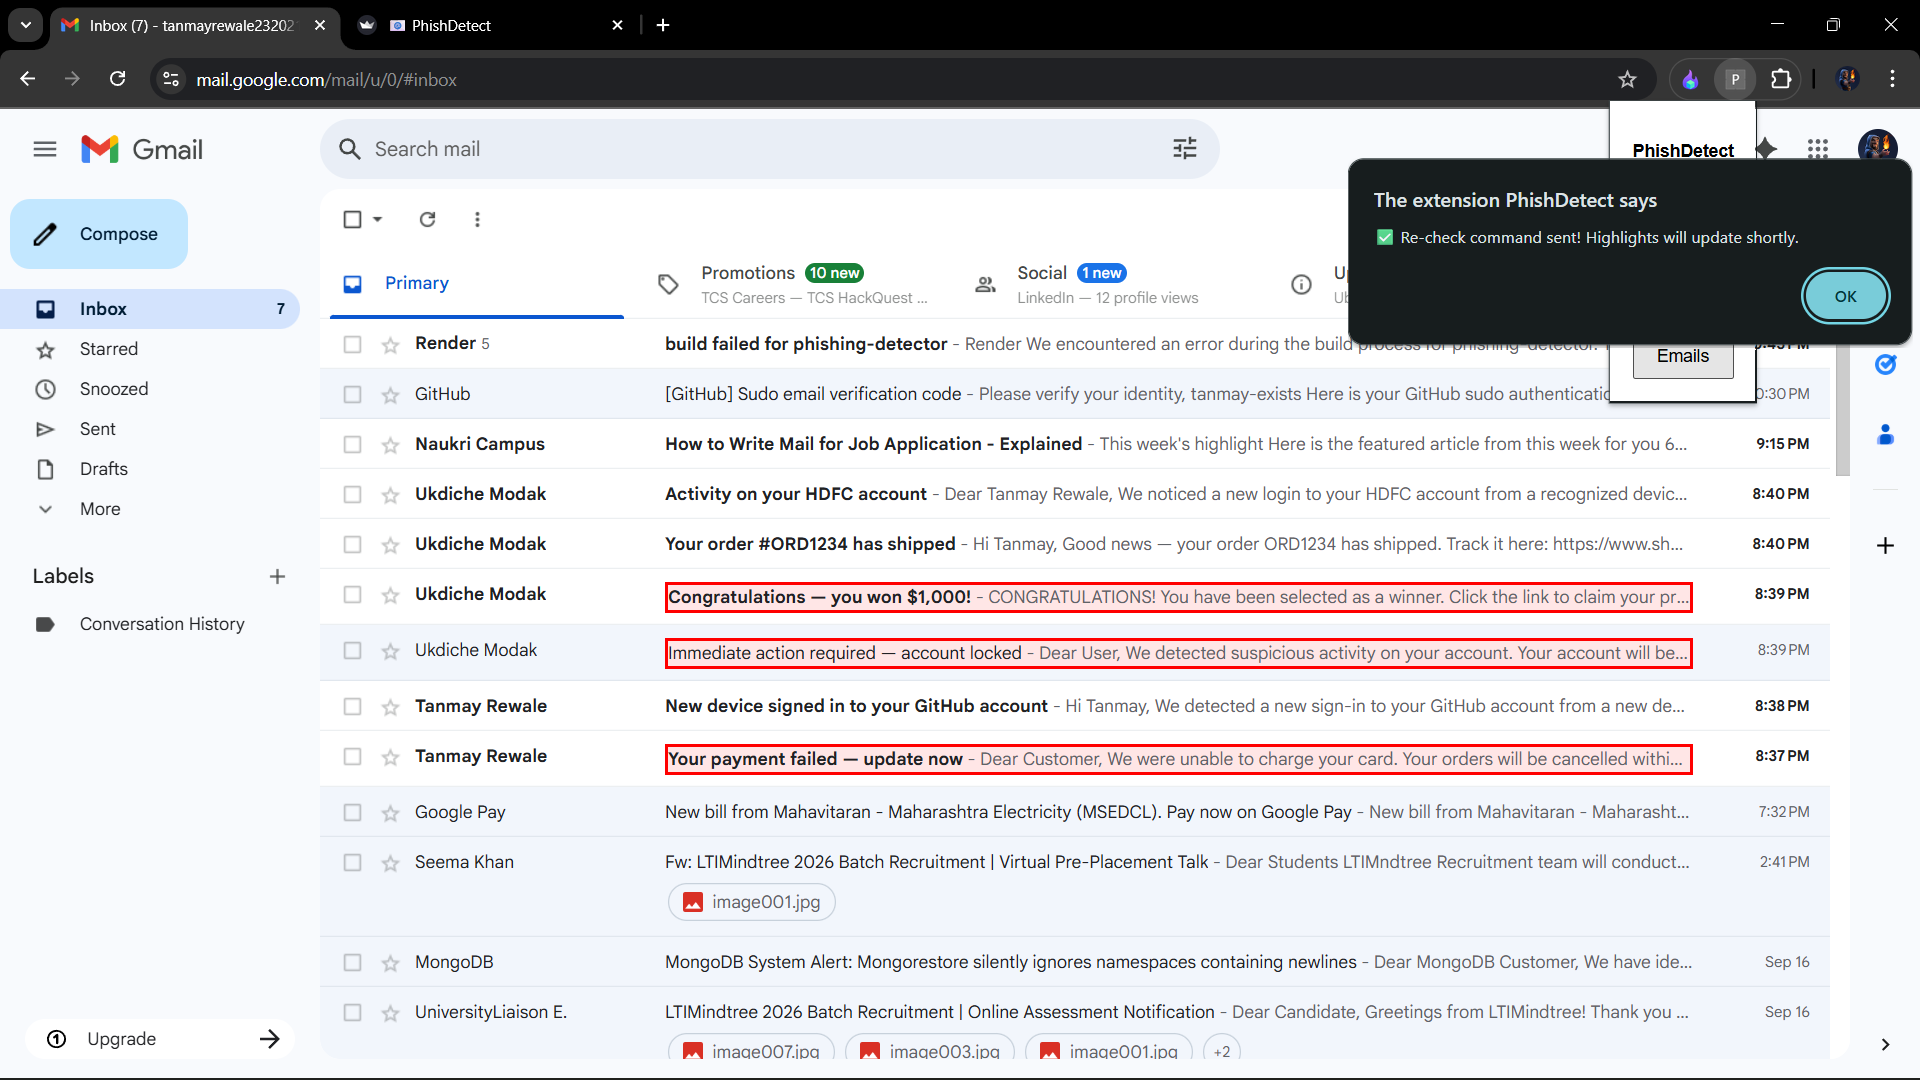 Inbox (7) - tanmayrewale23202
PhishDetect
mail.google.com/mail/u/0/#inbox
P
Gmail
Search mail
PhishDetect
The extension PhishDetect says
✅ Re-check command sent! Highlights will update shortly.
OK
Emails
Compose
Inbox 7
Starred
Snoozed
Sent
Drafts
More
Labels
Conversation History
Upgrade
Primary
Promotions 10 new
TCS Careers — TCS HackQuest ...
Social 1 new
LinkedIn — 12 profile views
Render 5 build failed for phishing-detector - Render We encountered an error during the build process for phishing-detector.
GitHub [GitHub] Sudo email verification code - Please verify your identity, tanmay-exists Here is your GitHub sudo 0:30 PM
Naukri Campus How to Write Mail for Job Application - Explained - This week's highlight Here is the featured article from this week for you 6... 9:15 PM
Ukdiche Modak Activity on your HDFC account - Dear Tanmay Rewale, We noticed a new login to your HDFC account from a recognized devic... 8:40 PM
Ukdiche Modak Your order #ORD1234 has shipped - Hi Tanmay, Good news — your order ORD1234 has shipped. Track it here: https://www.sh... 8:40 PM
Ukdiche Modak Congratulations — you won $1,000! - CONGRATULATIONS! You have been selected as a winner. Click the link to claim your pr... 8:39 PM
Ukdiche Modak Immediate action required — account locked - Dear User, We detected suspicious activity on your account. Your account will be... 8:39 PM
Tanmay Rewale New device signed in to your GitHub account - Hi Tanmay, We detected a new sign-in to your GitHub account from a new de... 8:38 PM
Tanmay Rewale Your payment failed — update now - Dear Customer, We were unable to charge your card. Your orders will be cancelled withi... 8:37 PM
Google Pay New bill from Mahavitaran - Maharashtra Electricity (MSEDCL). Pay now on Google Pay - New bill from Mahavitaran - Maharasht... 7:32 PM
Seema Khan Fw: LTIMindtree 2026 Batch Recruitment | Virtual Pre-Placement Talk - Dear Students LTIMndtree Recruitment team will conduct... 2:41 PM
image001.jpg
MongoDB MongoDB System Alert: Mongorestore silently ignores namespaces containing newlines - Dear MongoDB Customer, We have ide... Sep 16
UniversityLiaison E. LTIMindtree 2026 Batch Recruitment | Online Assessment Notification - Dear Candidate, Greetings from LTIMindtree! Thank you ... Sep 16
image007.jpg image003.jpg image001.jpg +2